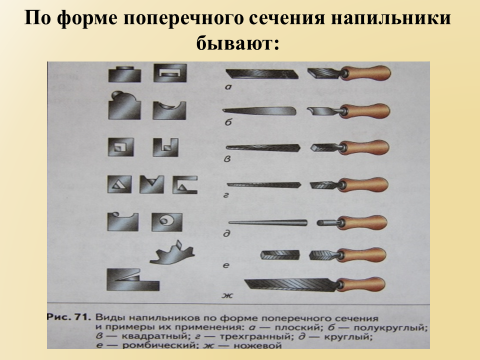 По форме поперечного сечения напильники
бывают:
а
б
в
г
д
е
ж
Рис. 71. Виды напильников по форме поперечного сечения
и примеры их применения: а — плоский; б — полукруглый;
в — квадратный; г — трехгранный; д — круглый;
е — ромбический; ж — ножевой